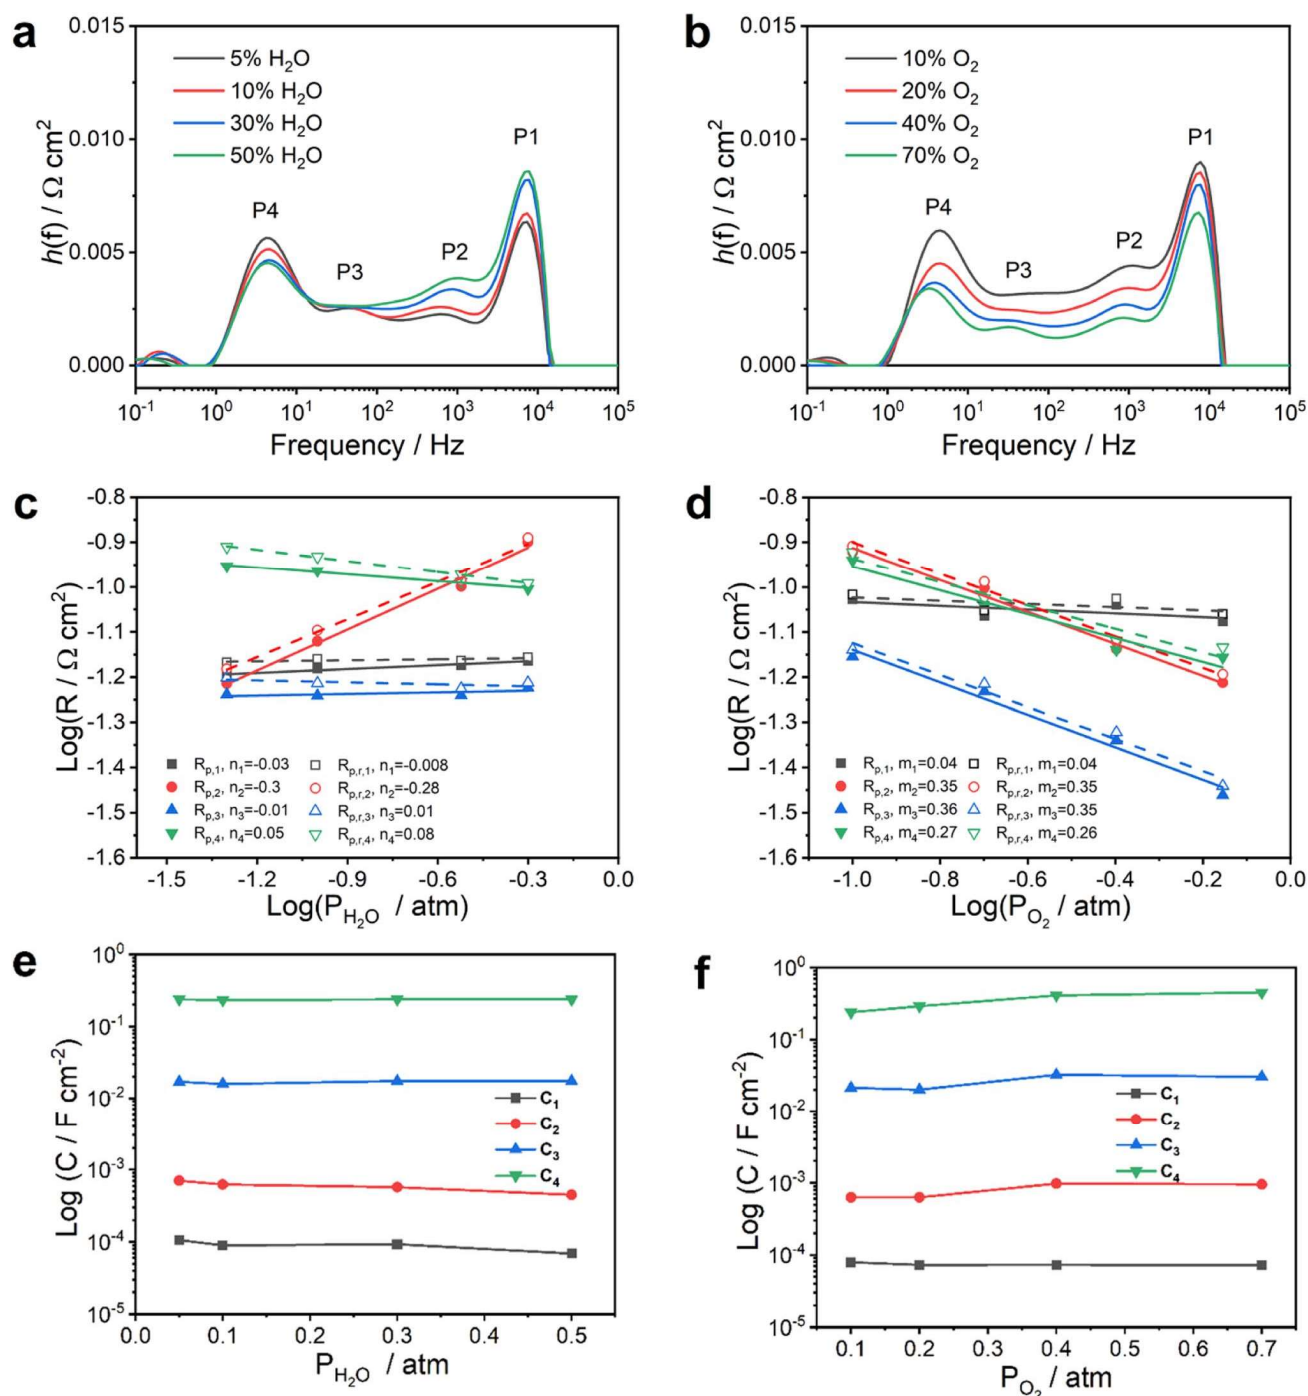 a
0.015
0.010
0.005
0.000
h(f) / Ω cm²
5% H₂O
10% H₂O
30% H₂O
50% H₂O
P4
P3
P2
P1
10⁻¹ 10⁰ 10¹ 10² 10³ 10⁴ 10⁵
Frequency / Hz
b
0.015
0.010
0.005
0.000
h(f) / Ω cm²
10% O₂
20% O₂
40% O₂
70% O₂
P4
P3
P2
P1
10⁻¹ 10⁰ 10¹ 10² 10³ 10⁴ 10⁵
Frequency / Hz
c
-0.8
-0.9
-1.0
-1.1
-1.2
-1.3
-1.4
-1.5
-1.6
Log(R / Ω cm²)
Rp,1, n₁=-0.03 Rp,r,1, n₁=-0.008
Rp,2, n₂=-0.3 Rp,r,2, n₂=-0.28
Rp,3, n₃=-0.01 Rp,r,3, n₃=0.01
Rp,4, n₄=0.05 Rp,r,4, n₄=0.08
-1.5 -1.2 -0.9 -0.6 -0.3 0.0
Log(P_H₂O / atm)
d
-0.8
-0.9
-1.0
-1.1
-1.2
-1.3
-1.4
-1.5
-1.6
Log(R / Ω cm²)
Rp,1, m₁=0.04 Rp,r,1, m₁=0.04
Rp,2, m₂=0.35 Rp,r,2, m₂=0.35
Rp,3, m₃=0.36 Rp,r,3, m₃=0.35
Rp,4, m₄=0.27 Rp,r,4, m₄=0.26
-1.0 -0.8 -0.6 -0.4 -0.2 0.0
Log(P_O₂ / atm)
e
10⁰
10⁻¹
10⁻²
10⁻³
10⁻⁴
10⁻⁵
Log (C / F cm⁻²)
C₁
C₂
C₃
C₄
0.0 0.1 0.2 0.3 0.4 0.5
P_H₂O / atm
f
10⁰
10⁻¹
10⁻²
10⁻³
10⁻⁴
10⁻⁵
Log (C / F cm⁻²)
C₁
C₂
C₃
C₄
0.1 0.2 0.3 0.4 0.5 0.6 0.7
P_O₂ / atm